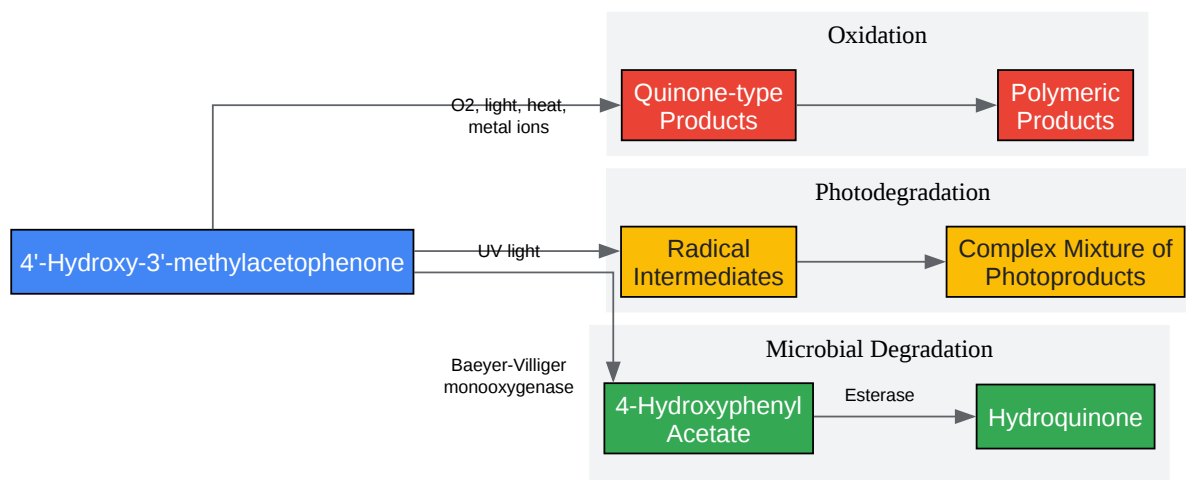 Oxidation
O2, light, heat,
metal ions
Quinone-type
Products
Polymeric
Products
Photodegradation
4'-Hydroxy-3'-methylacetophenone
UV light
Radical
Intermediates
Complex Mixture of
Photoproducts
Microbial Degradation
Baeyer-Villiger
monooxygenase
4-Hydroxyphenyl
Acetate
Esterase
Hydroquinone